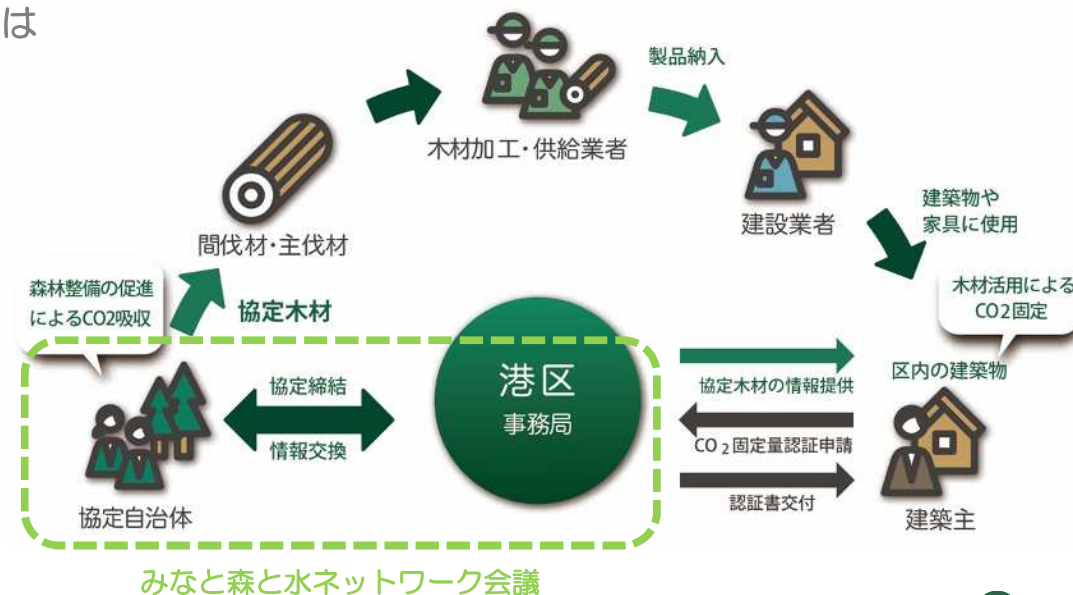 は
製品納入
木材加工・供給業者
建築物や
家具に使用
建設業者
間伐材・主伐材
森林整備の促進
によるCO2吸収
協定木材
木材活用による
CO2固定
港区
事務局
協定締結
情報交換
協定自治体
区内の建築物
協定木材の情報提供
CO2固定量認証申請
認証書交付
建築主
みなと森と水ネットワーク会議